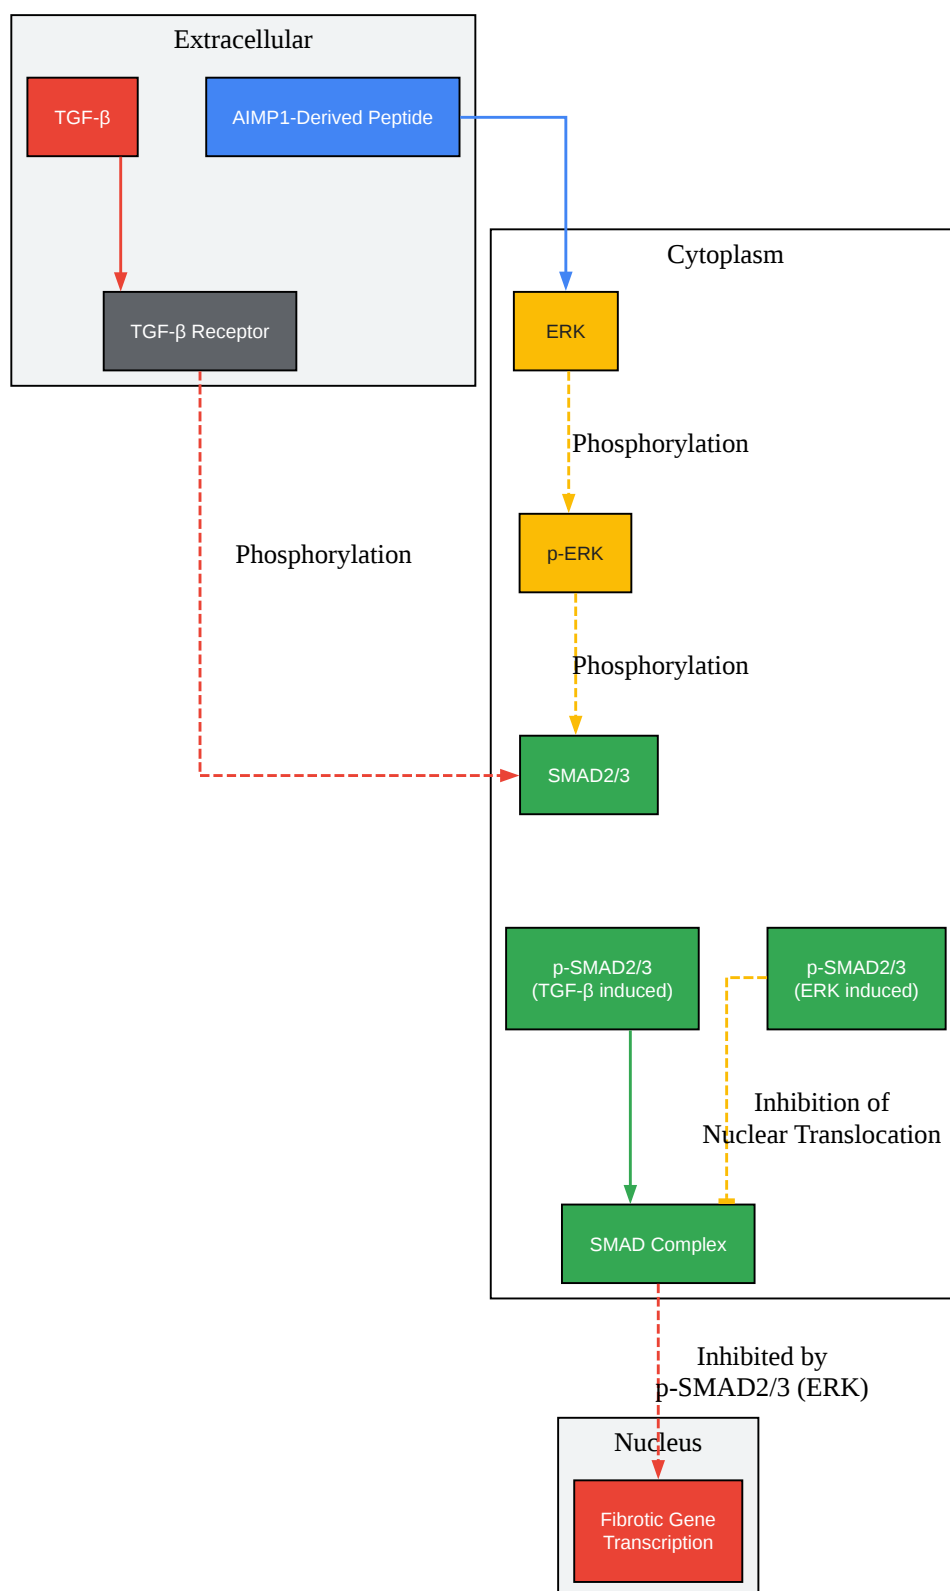 Extracellular
TGF-β
AIMP1-Derived Peptide
TGF-β Receptor
Cytoplasm
ERK
Phosphorylation
p-ERK
Phosphorylation
Phosphorylation
SMAD2/3
p-SMAD2/3
(TGF-β induced)
p-SMAD2/3
(ERK induced)
Inhibition of
Nuclear Translocation
SMAD Complex
Inhibited by
p-SMAD2/3 (ERK)
Nucleus
Fibrotic Gene
Transcription